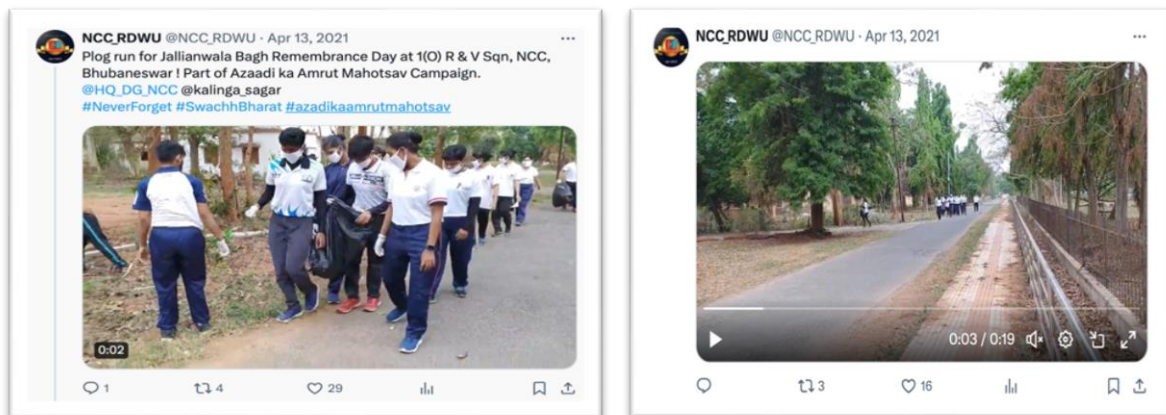 NCC_RDWU @NCC_RDWU · Apr 13, 2021
Plog run for Jallianwala Bagh Remembrance Day at 1(O) R & V Sqn, NCC,
Bhubaneswar ! Part of Azaadi ka Amrut Mahotsav Campaign.
@HQ_DG_NCC @kalinga_sagar
#NeverForget #SwachhBharat #azadikaamrutmahotsav
0:02
1 4 29
NCC_RDWU @NCC_RDWU · Apr 13, 2021
0:03 / 0:19
3 16